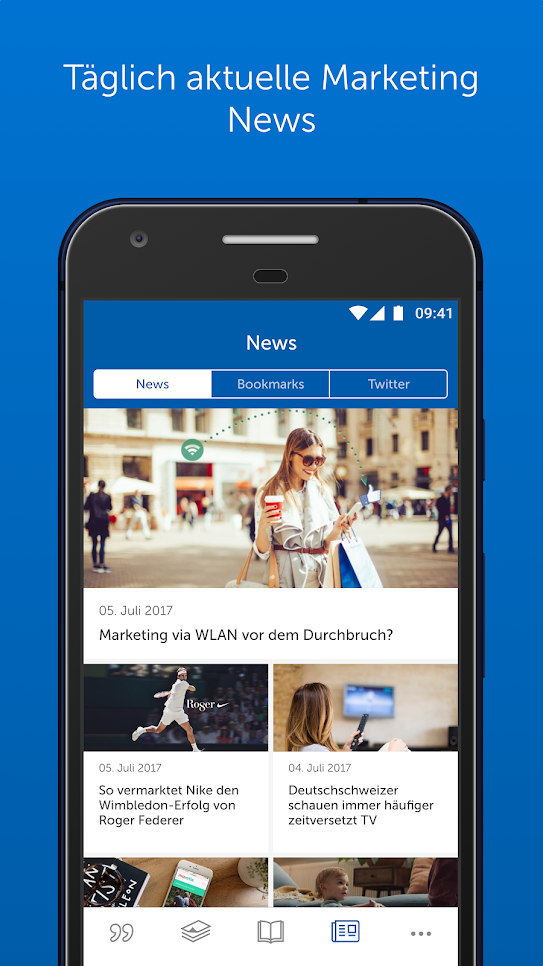 Täglich aktuelle Marketing
News
09:41
News
News
Bookmarks
Twitter
05. Juli 2017
Marketing via WLAN vor dem Durchbruch?
Roger
05. Juli 2017
So vermarktet Nike den
Wimbledon-Erfolg von
Roger Federer
04. Juli 2017
Deutschschweizer
schauen immer häufiger
zeitversetzt TV